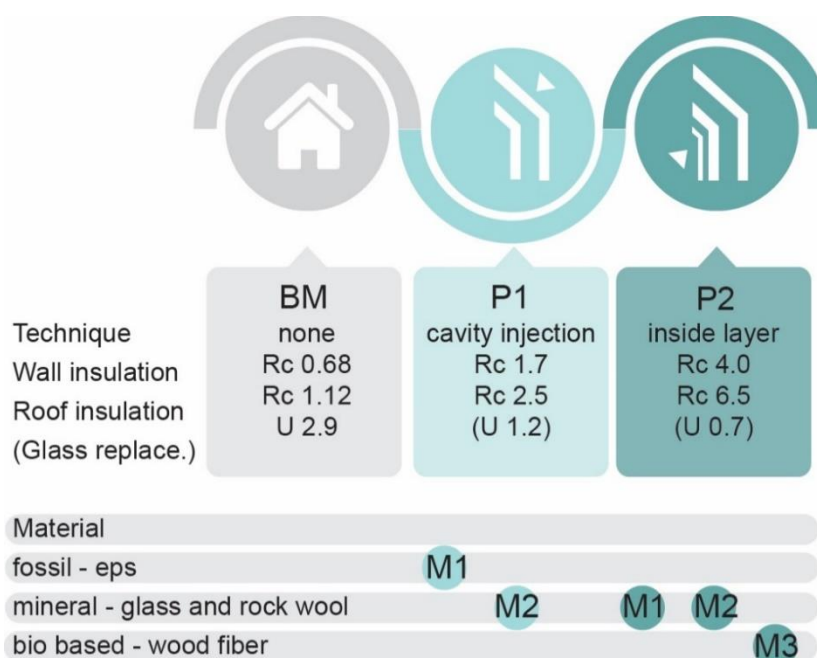 BM P1 P2
Technique none cavity injection inside layer
Wall insulation Rc 0.68 Rc 1.7 Rc 4.0
Roof insulation Rc 1.12 Rc 2.5 Rc 6.5
(Glass replace.) U 2.9 (U 1.2) (U 0.7)
Material
fossil - eps M1
mineral - glass and rock wool M2 M1 M2
bio based - wood fiber M3